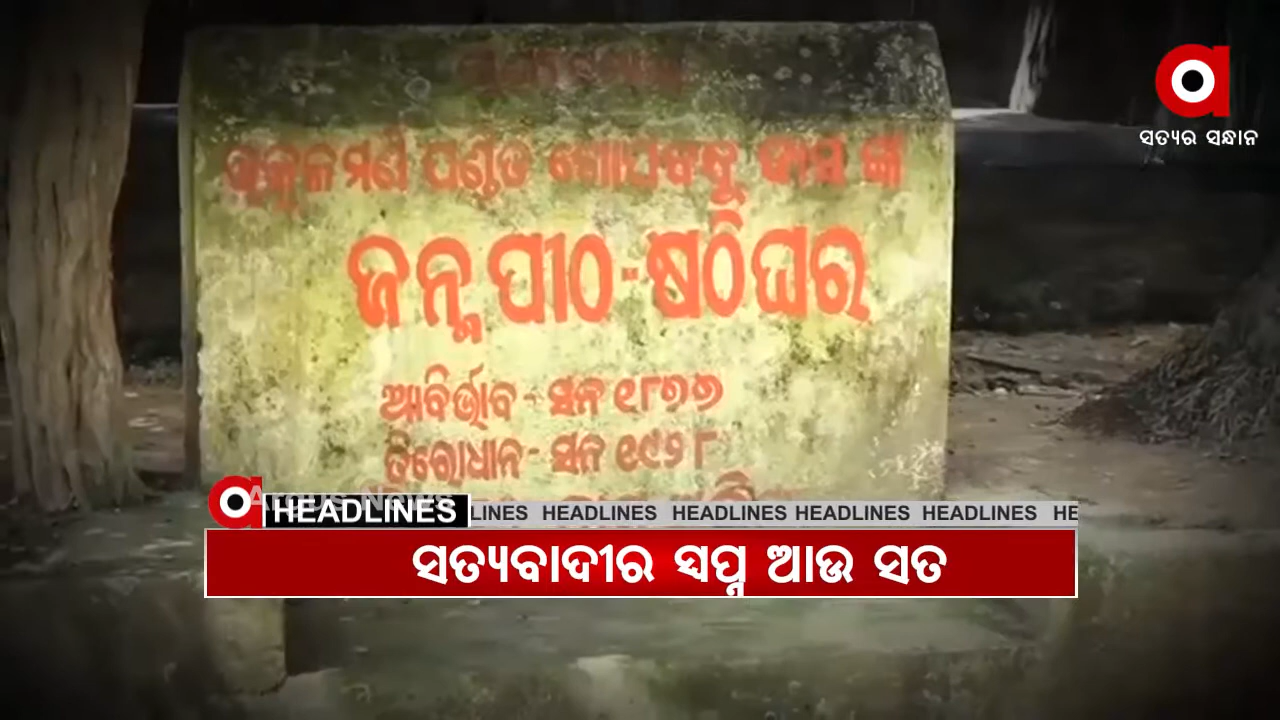 ସତ୍ୟର ସନ୍ଧାନ
ଉତ୍କଳମଣି ପଣ୍ଡିତ ଗୋପବନ୍ଧୁ ଦାସ ଙ୍କ
ଜନ୍ମପୀଠ-ଷଠିଘର
ଆବିର୍ଭାବ - ସନ ୧୮୭୭
ତିରୋଧାନ - ସନ ୧୯୨୮
HEADLINES LINES HEADLINES HEADLINES HEADLINES HEADLINES HE
ସତ୍ୟବାଦୀର ସ୍ୱପ୍ନ ଆଉ ସତ